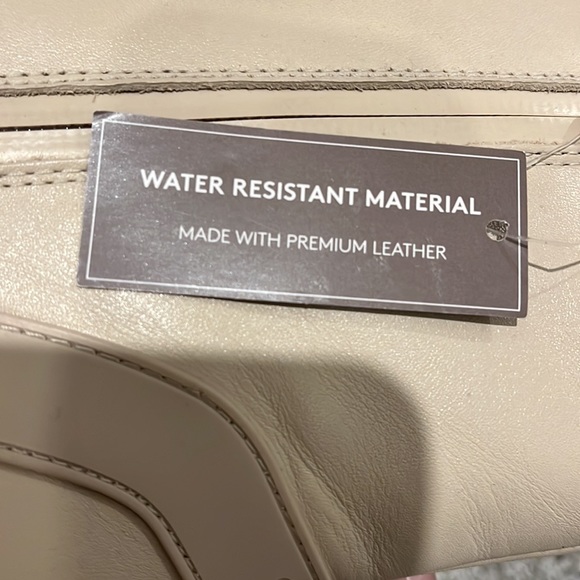 WATER RESISTANT MATERIAL
MADE WITH PREMIUM LEATHER